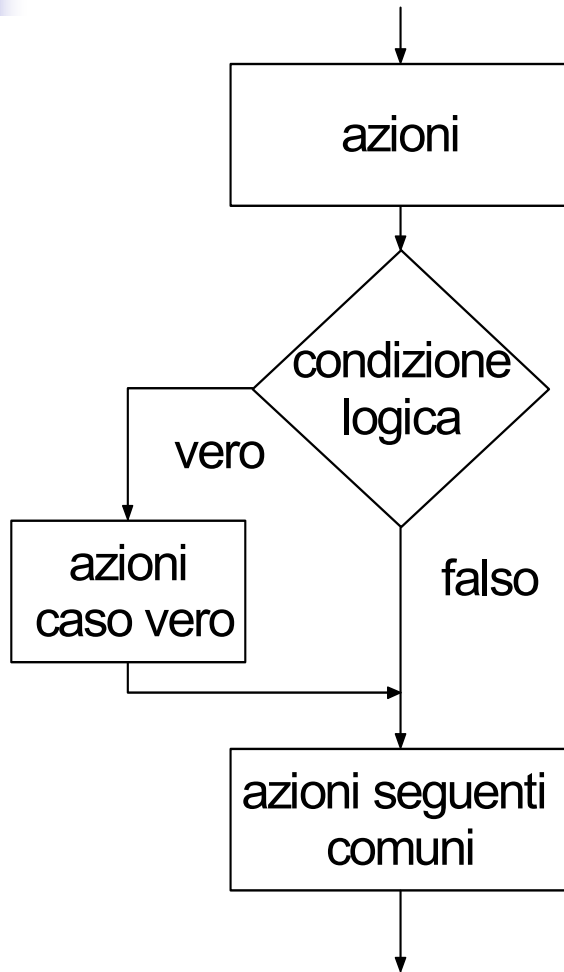 azioni
condizione
logica
vero
azioni
caso vero
falso
azioni seguenti
comuni